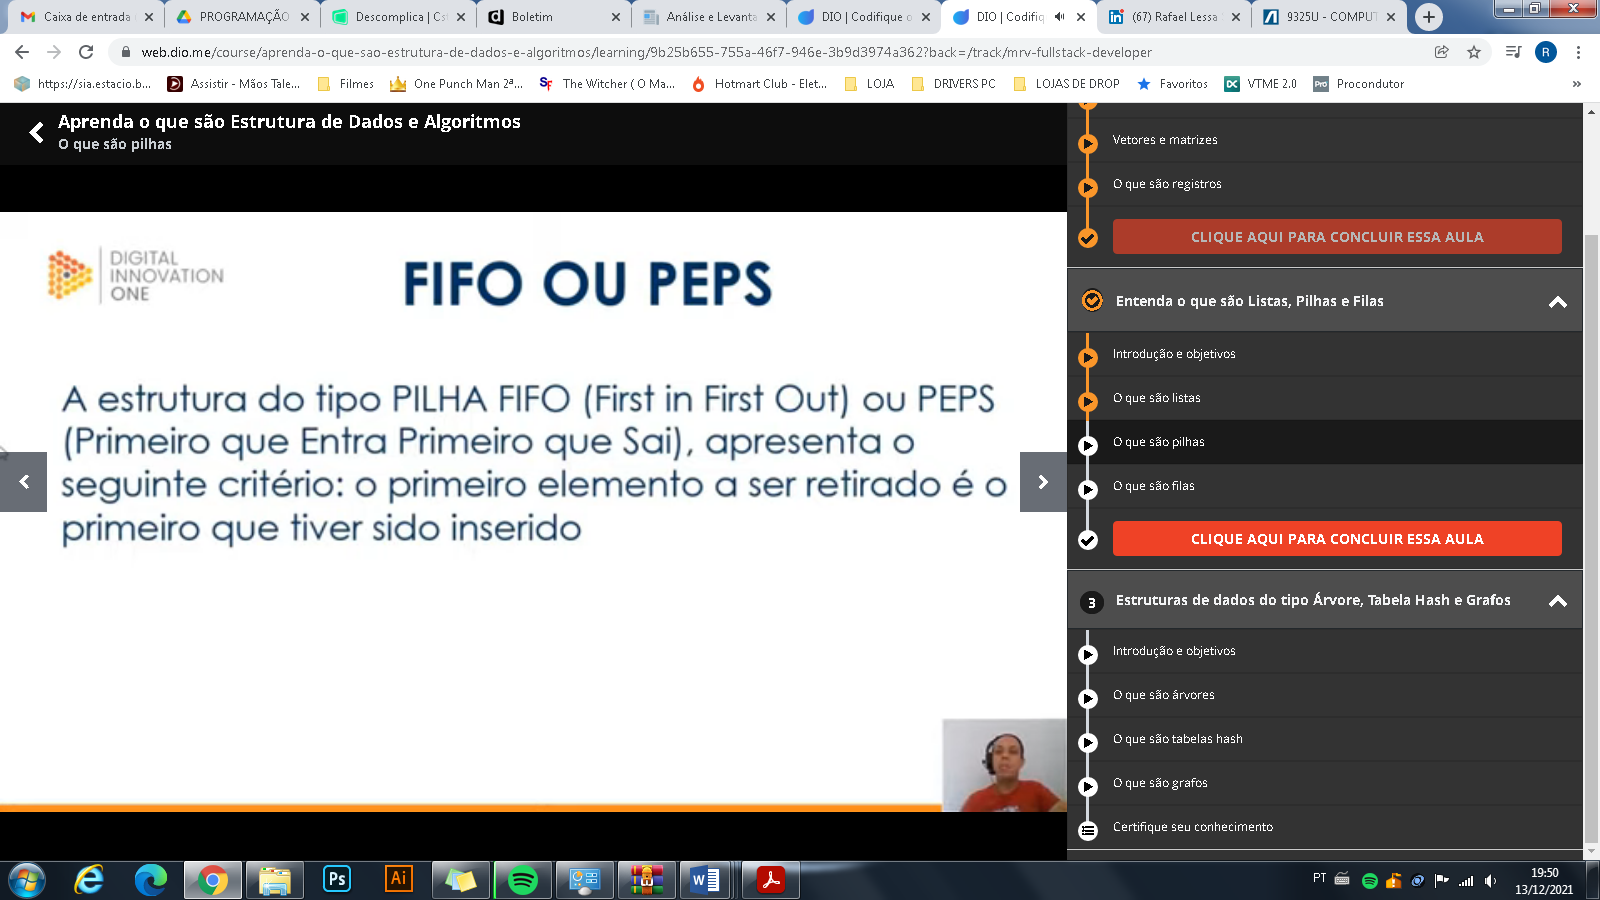 Caixa de entrada
PROGRAMAÇÃO
Descomplica | Cst
Boletim
Análise e Levanta
DIO | Codifique o
DIO | Codifiq
(67) Rafael Lessa
9325U - COMPUT
web.dio.me/course/aprenda-o-que-sao-estrutura-de-dados-e-algoritmos/learning/9b25b655-755a-46f7-946e-3b9d3974a362?back=/track/mrv-fullstack-developer
R
https://sia.estacio.b...
Assistir - Mãos Tale...
Filmes
One Punch Man 2ª...
SF
The Witcher ( O Ma...
Hotmart Club - Elet...
LOJA
DRIVERS PC
LOJAS DE DROP
Favoritos
VTME 2.0
Pro
Procondutor
Aprenda o que são Estrutura de Dados e Algoritmos
O que são pilhas
DIGITAL
INNOVATION
ONE
FIFO OU PEPS
A estrutura do tipo PILHA FIFO (First in First Out) ou PEPS
(Primeiro que Entra Primeiro que Sai), apresenta o
seguinte critério: o primeiro elemento a ser retirado é o
primeiro que tiver sido inserido
Vetores e matrizes
O que são registros
CLIQUE AQUI PARA CONCLUIR ESSA AULA
Entenda o que são Listas, Pilhas e Filas
Introdução e objetivos
O que são listas
O que são pilhas
O que são filas
CLIQUE AQUI PARA CONCLUIR ESSA AULA
3
Estruturas de dados do tipo Árvore, Tabela Hash e Grafos
Introdução e objetivos
O que são árvores
O que são tabelas hash
O que são grafos
Certifique seu conhecimento
Ps
Ai
PT
19:50
13/12/2021